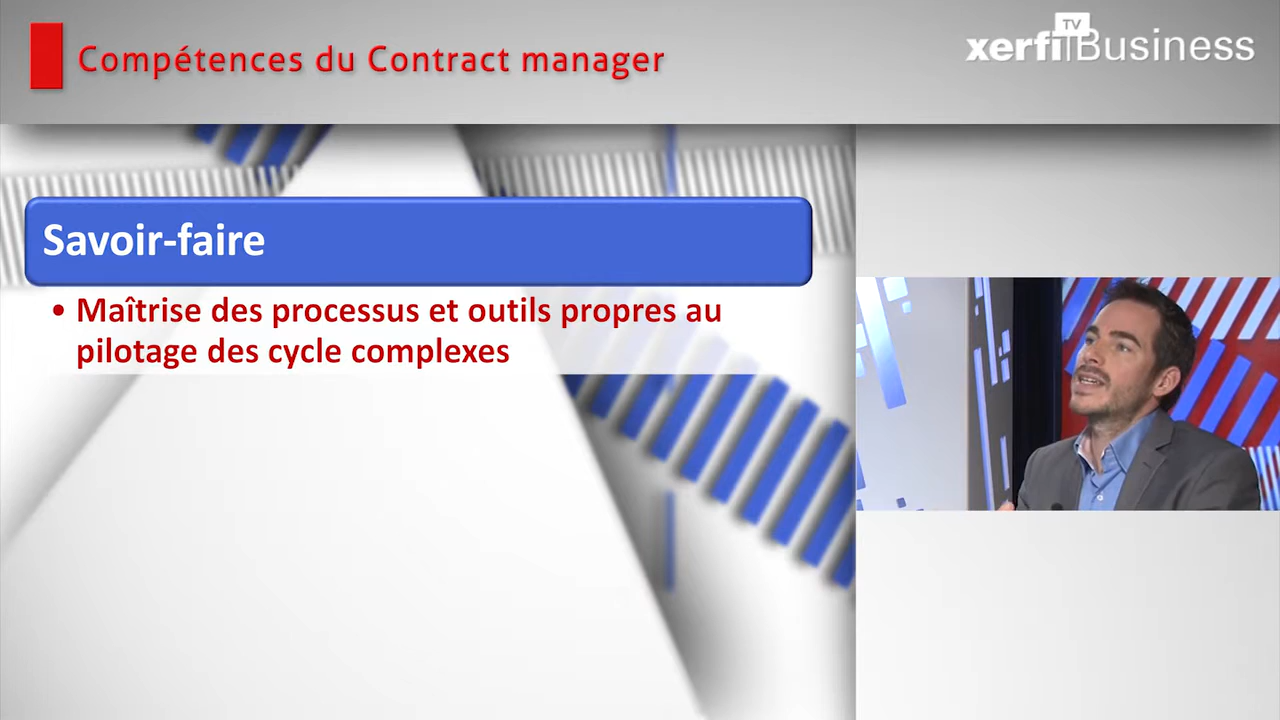 Compétences du Contract manager
xerfi TV Business
Savoir-faire
• Maîtrise des processus et outils propres au
pilotage des cycle complexes